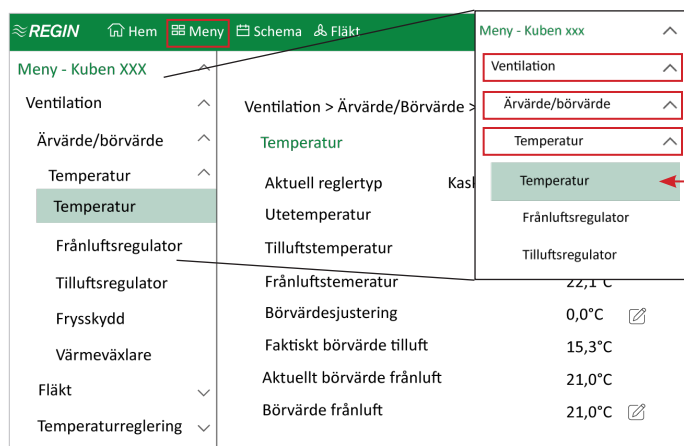 REGIN Hem Meny Schema Fläkt
Meny - Kuben XXX
Ventilation
Ärvärde/börvärde
Temperatur
Temperatur
Frånluftsregulator
Tilluftsregulator
Frysskydd
Värmeväxlare
Fläkt
Temperaturreglering
Ventilation > Ärvärde/Börvärde >
Temperatur
Aktuell reglertyp
Utetemperatur
Tilluftstemperatur
Frånluftstemeratur 22,1°C
Börvärdesjustering 0,0°C
Faktiskt börvärde tilluft 15,3°C
Aktuellt börvärde frånluft 21,0°C
Börvärde frånluft 21,0°C
Meny - Kuben xxx
Ventilation
Ärvärde/börvärde
Temperatur
Temperatur
Frånluftsregulator
Tilluftsregulator